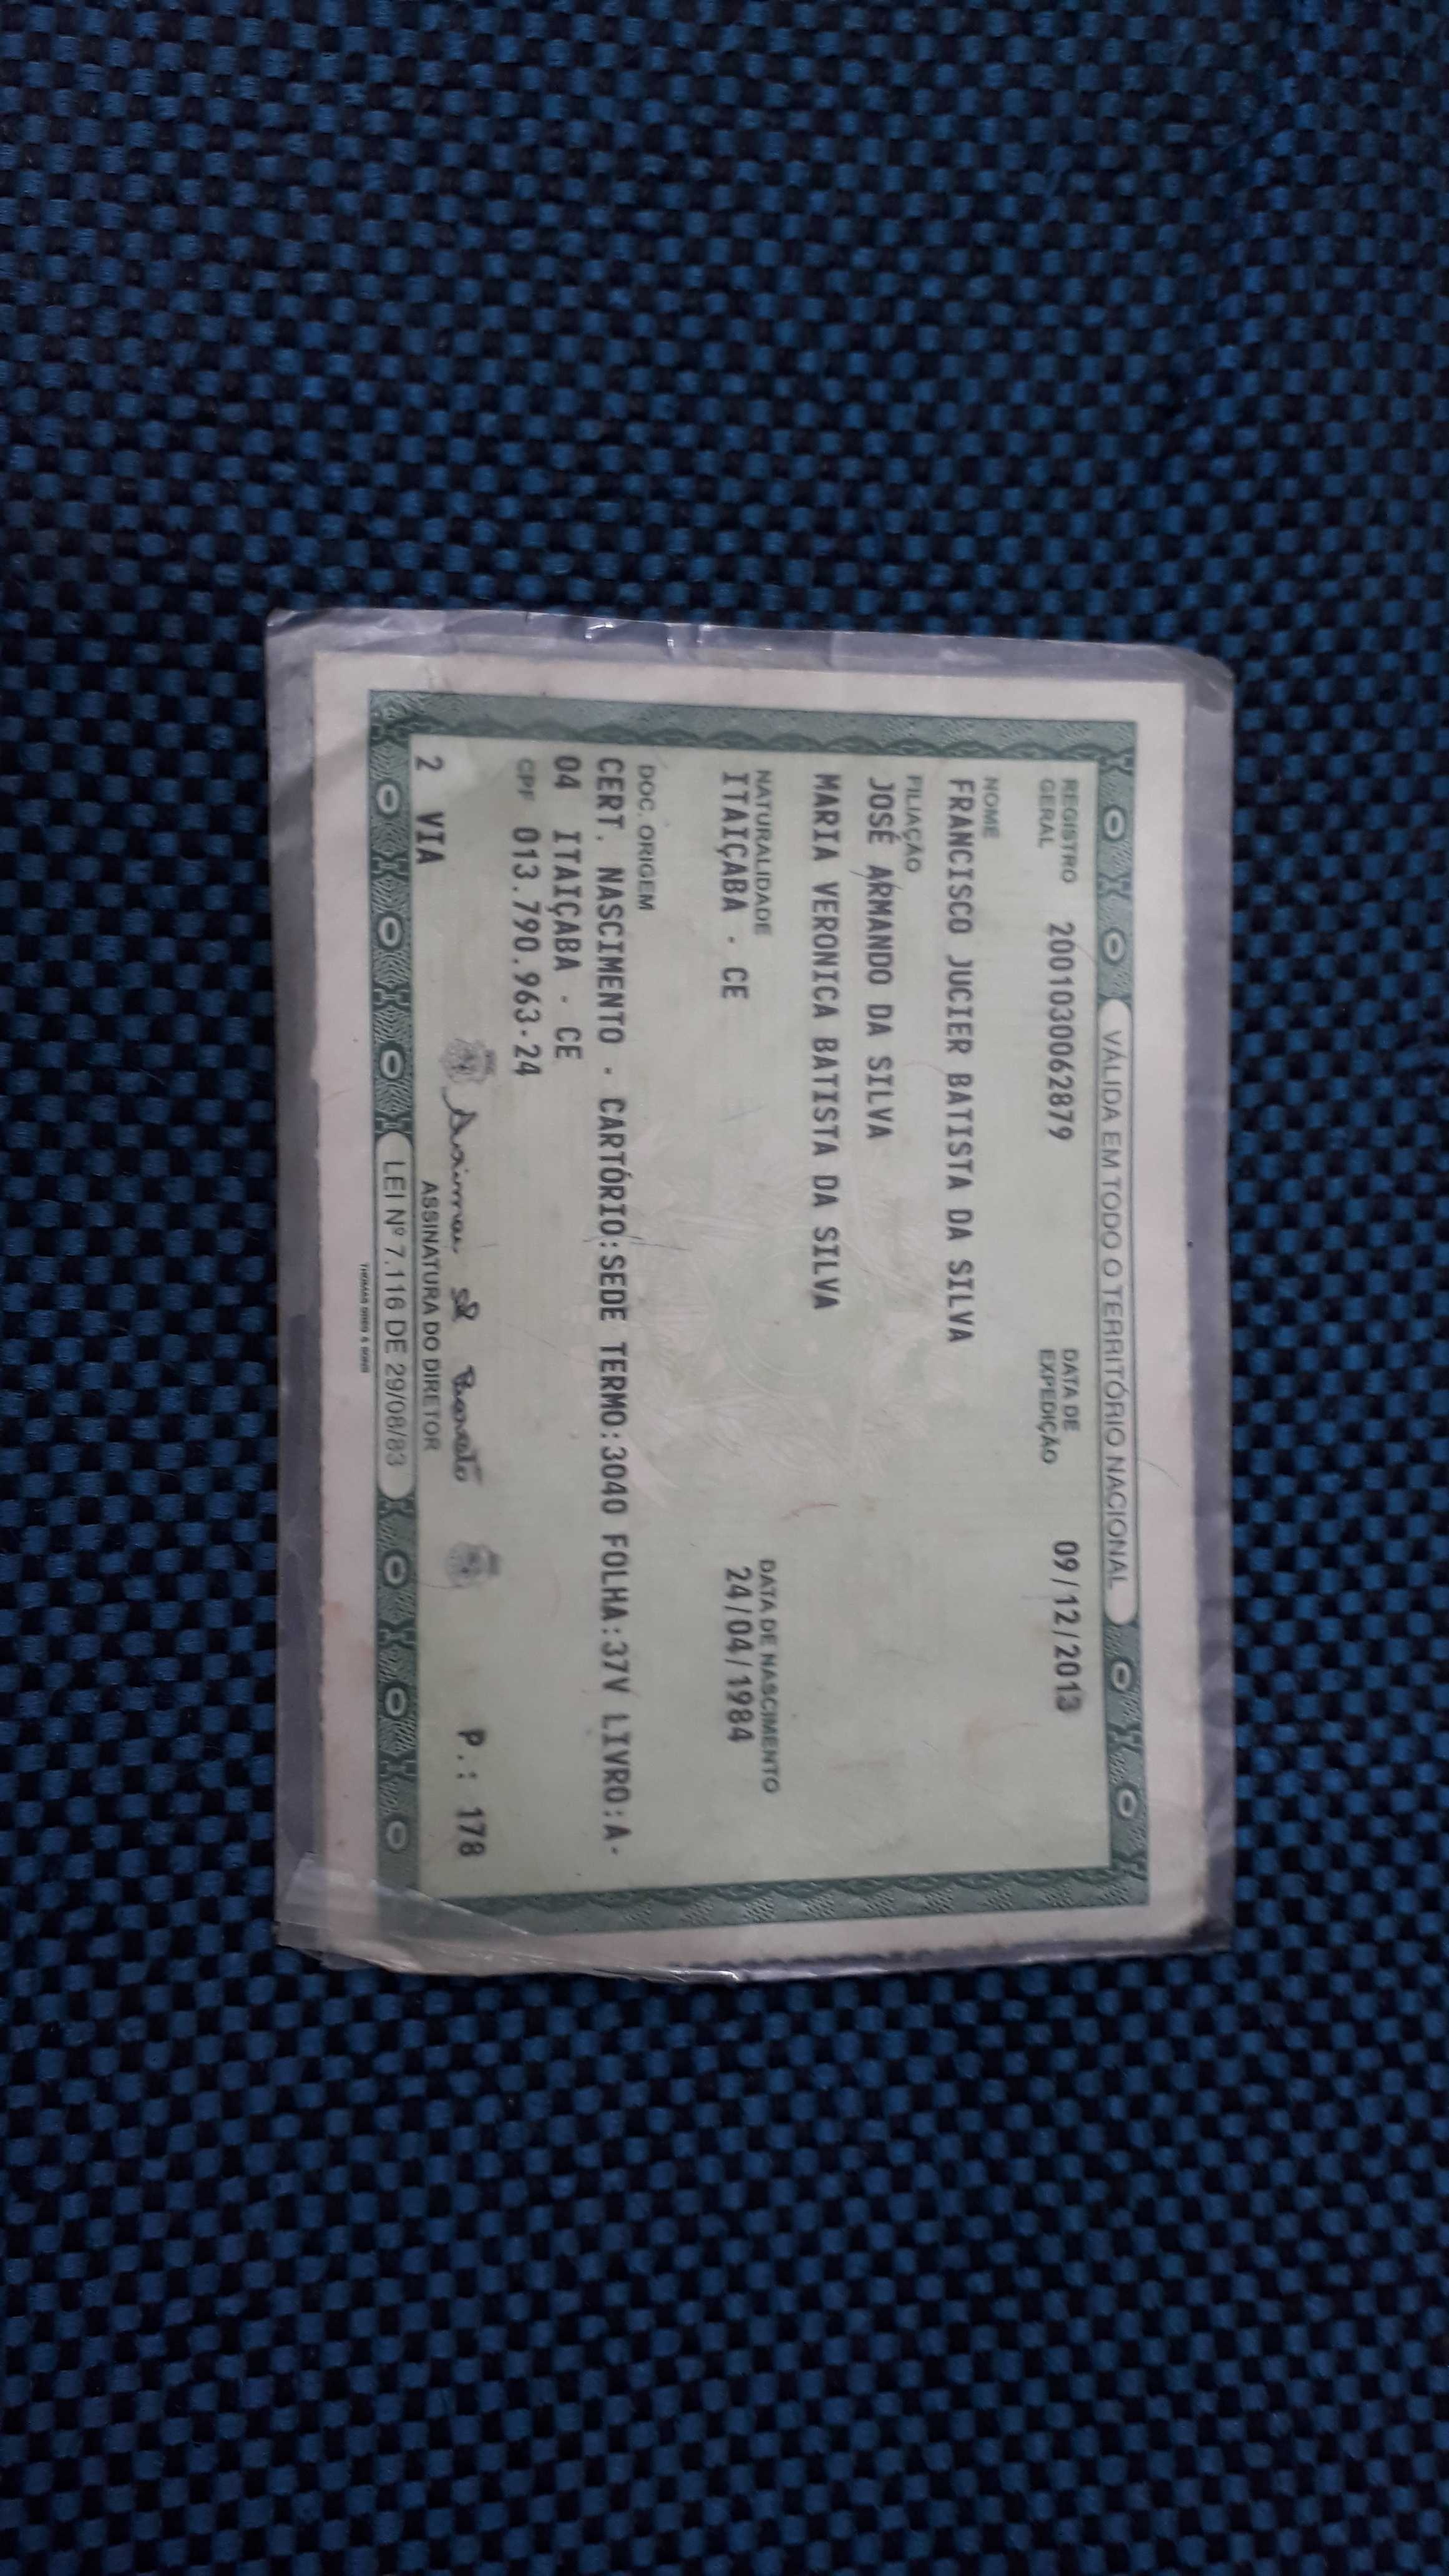 VÁLIDA EM TODO O TERRITÓRIO NACIONAL
REGISTRO GERAL 2001030062879 DATA DE EXPEDIÇÃO 09/12/2013
NOME
FRANCISCO JUCIER BATISTA DA SILVA
FILIAÇÃO
JOSÉ ARMANDO DA SILVA
MARIA VERONICA BATISTA DA SILVA
NATURALIDADE DATA DE NASCIMENTO
ITAIÇABA - CE 24/04/1984
DOC. ORIGEM
CERT. NASCIMENTO - CARTÓRIO:SEDE TERMO:3040 FOLHA:37V LIVRO:A-
04 ITAIÇABA - CE
CPF 013.790.963-24
P.: 178
2 VIA
ASSINATURA DO DIRETOR
LEI Nº 7.116 DE 29/08/83